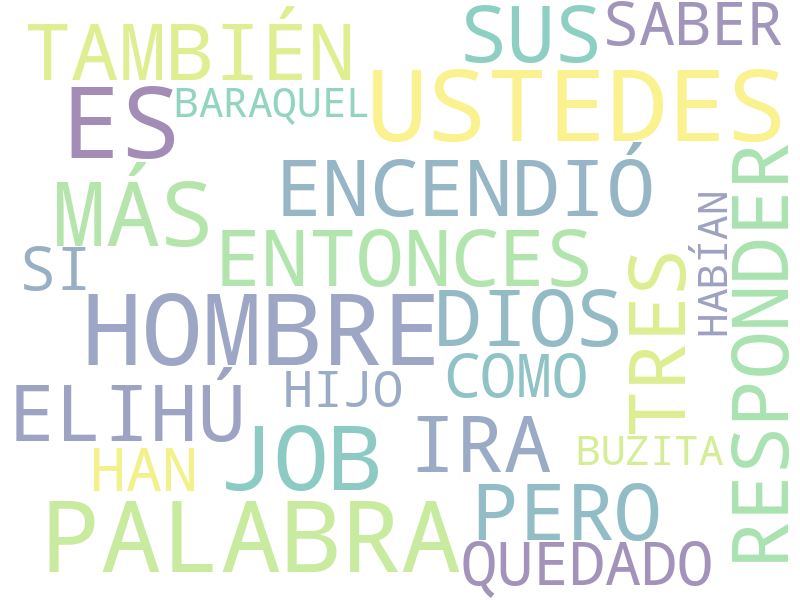 SUS
SABER
TAMBIÉN
USTEDES
ES
BARAQUEL
ENCENDIÓ
MÁS
RESPONDER
HABÍAN
ENTONCES
SI
TRES
HOMBRE
DIOS
COMO
HIJO
ELIHÚ
JOB
IRA
BUZITA
HAN
PERO
PALABRA
QUEDADO